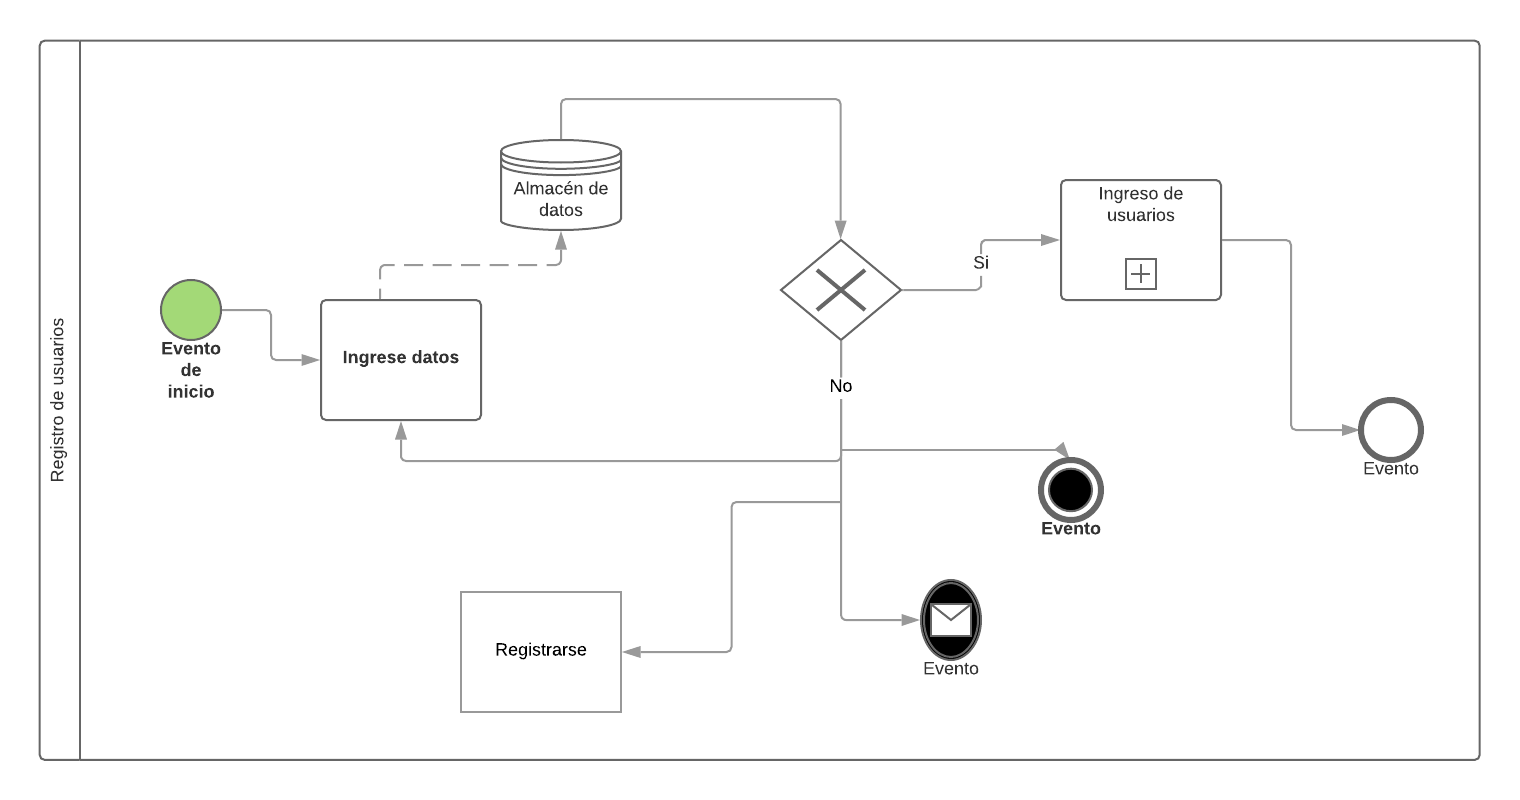 Registro de usuarios
Evento
de
inicio
Ingrese datos
Almacén de
datos
Si
No
Ingreso de
usuarios
Evento
Evento
Evento
Registrarse